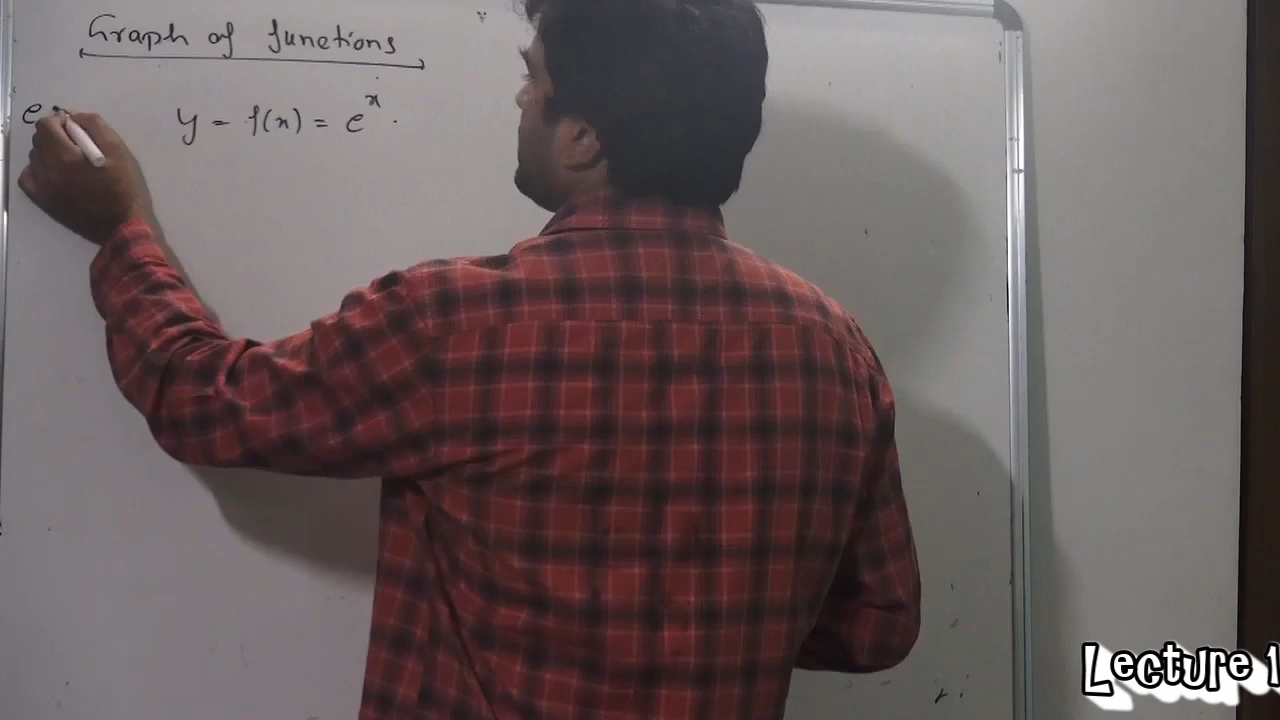 Graph of functions
e
y = f(x) = e^x.
Lecture 1